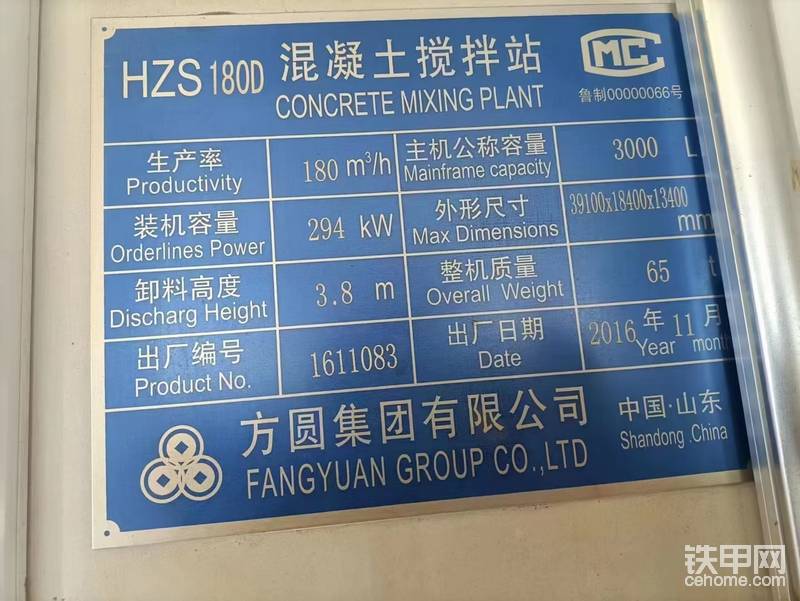 HZS 180D 混凝土搅拌站
CONCRETE MIXING PLANT
MC
鲁制00000066号
生产率 180 m³/h 主机公称容量 3000 L
Productivity Mainframe capacity
装机容量 294 kW 外形尺寸 39100x18400x13400 mm
Orderlines Power Max Dimensions
卸料高度 3.8 m 整机质量 65 t
Discharg Height Overall Weight
出厂编号 1611083 出厂日期 2016 年 11 月
Product No. Date Year month
方圆集团有限公司 中国·山东
FANGYUAN GROUP CO.,LTD Shandong .China
铁甲网
cehome.com